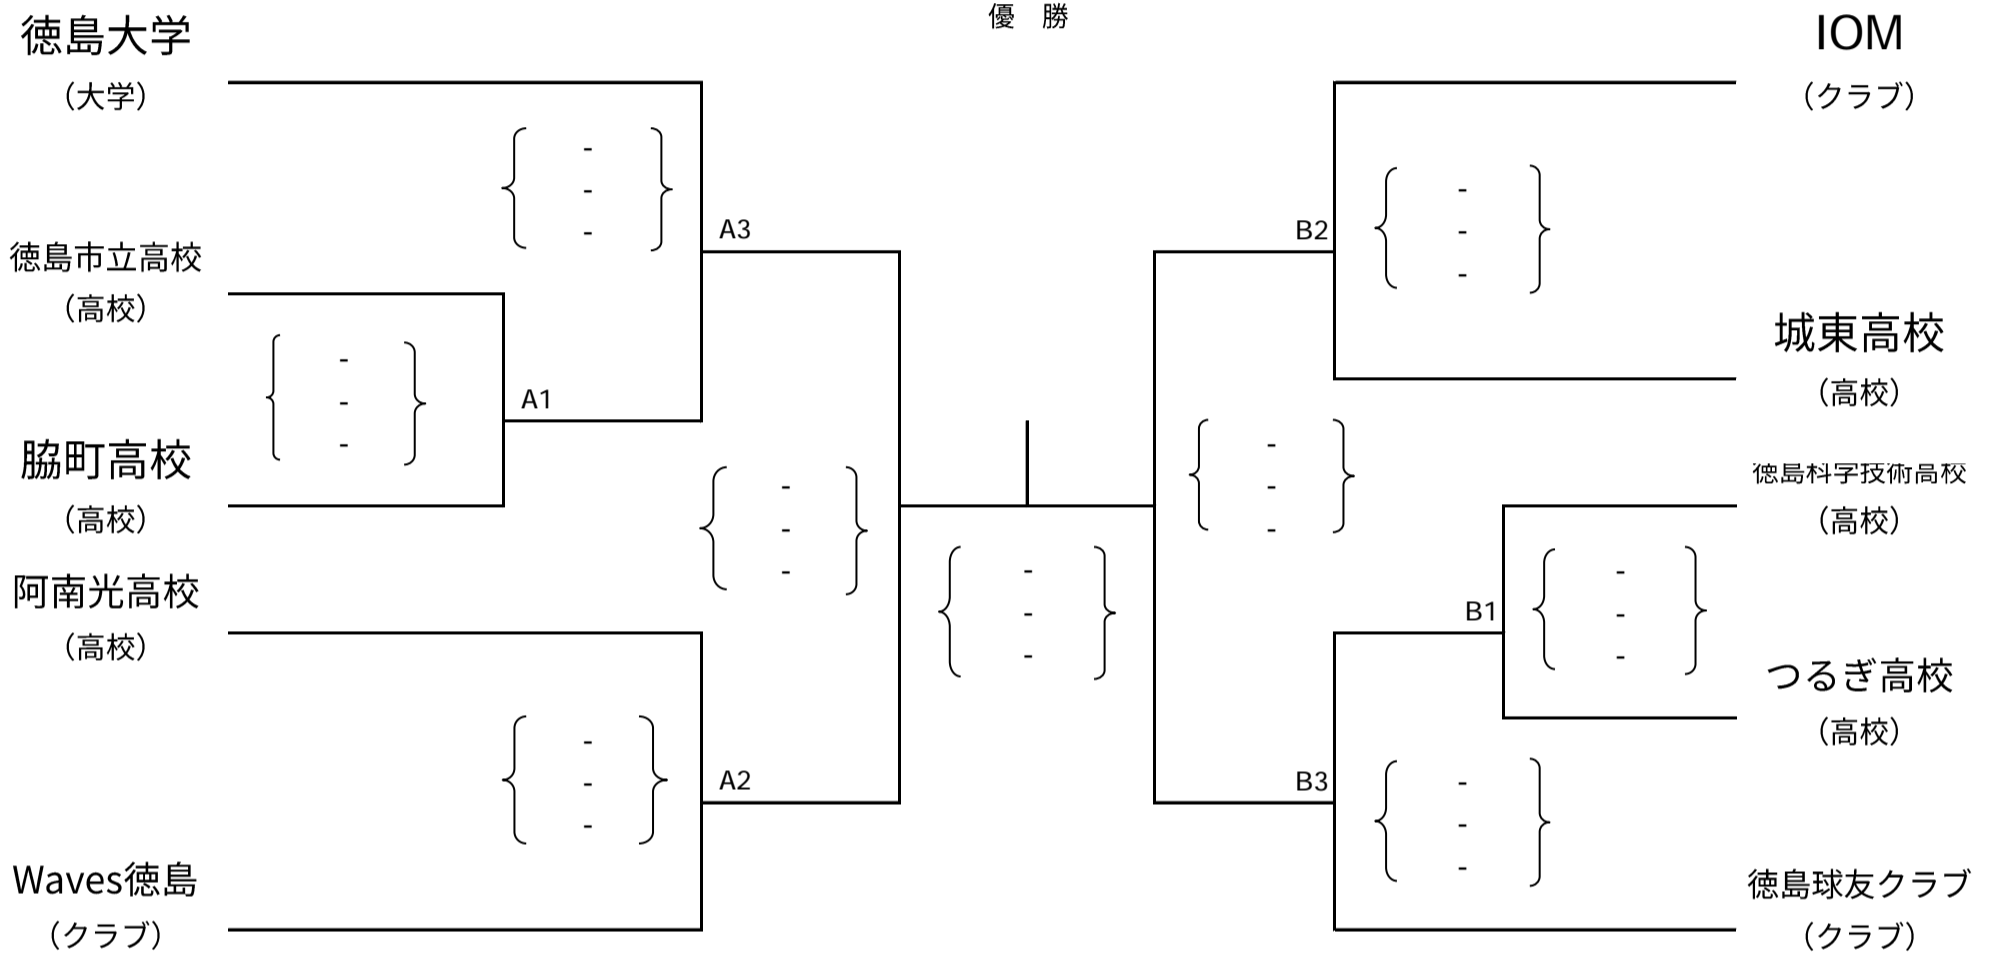 優　勝
徳島大学
（大学）
-
-
-
A3
徳島市立高校
（高校）
-
-
-
A1
脇町高校
（高校）
-
-
-
阿南光高校
（高校）
-
-
-
A2
Waves徳島
（クラブ）
-
-
-
IOM
（クラブ）
-
-
-
B2
城東高校
（高校）
-
-
-
徳島科学技術高校
（高校）
-
-
-
B1
つるぎ高校
（高校）
B3
-
-
-
徳島球友クラブ
（クラブ）